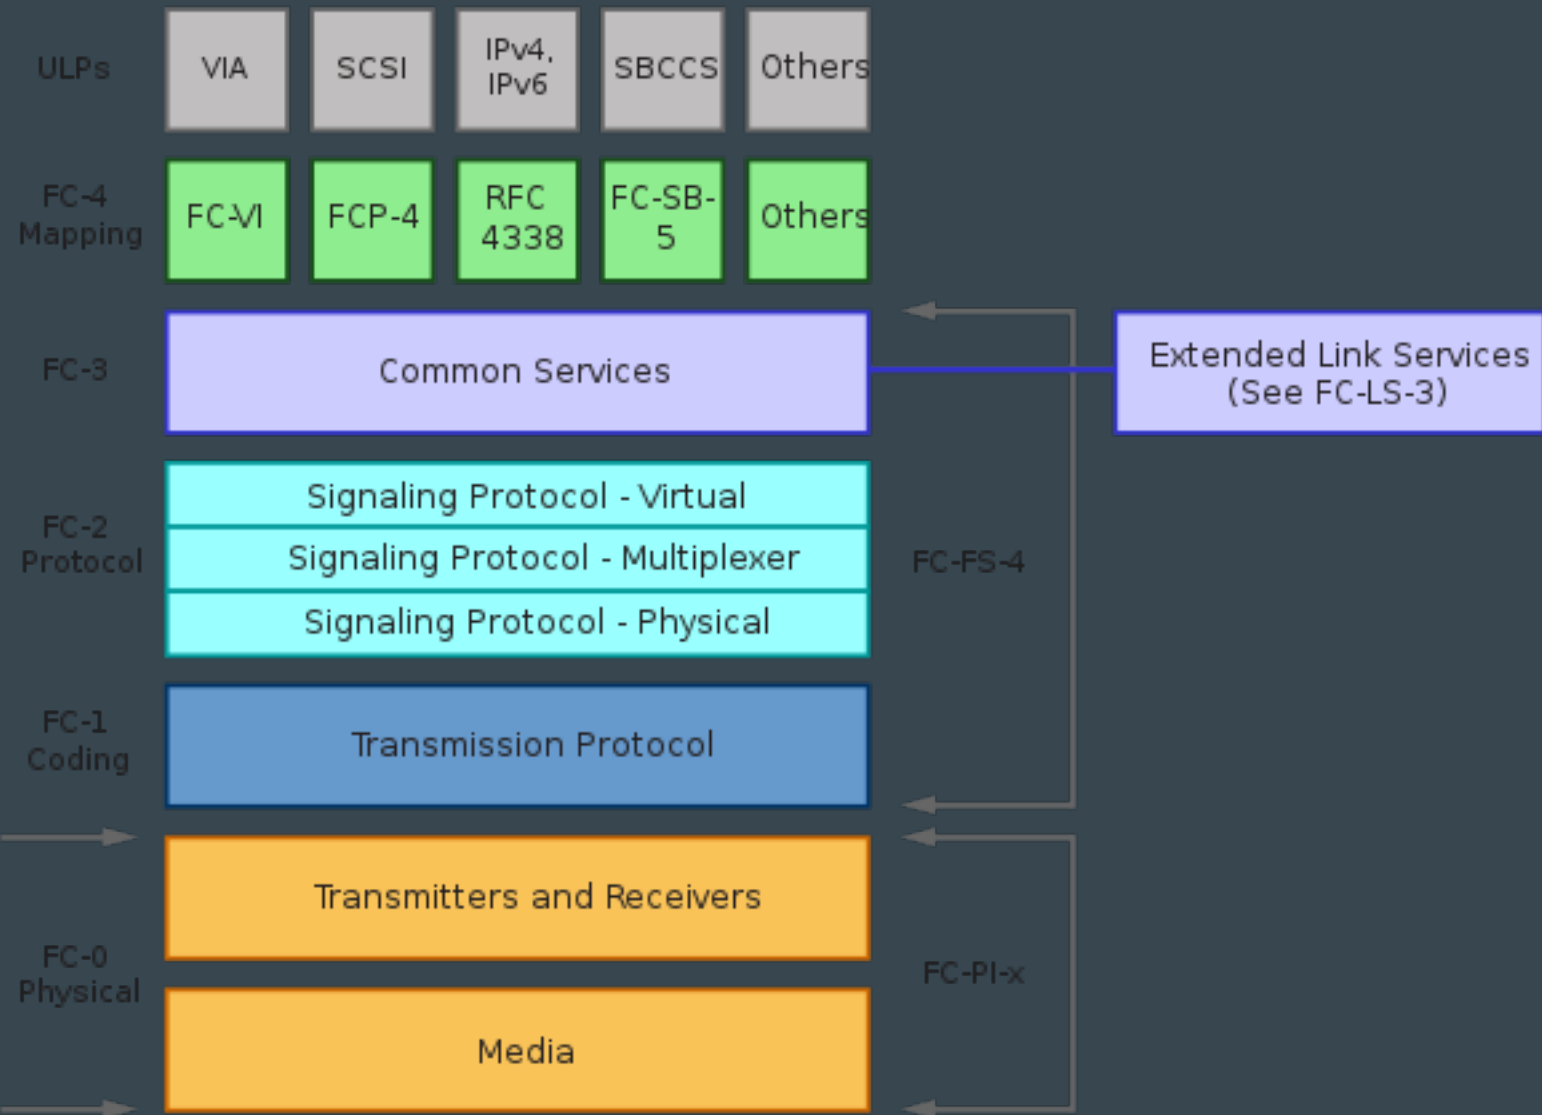 ULPs
VIA
SCSI
IPv4,
IPv6
SBCCS
Others
FC-4
Mapping
FC-VI
FCP-4
RFC
4338
FC-SB-
5
Others
FC-3
Common Services
Extended Link Services
(See FC-LS-3)
FC-2
Protocol
Signaling Protocol - Virtual
Signaling Protocol - Multiplexer
Signaling Protocol - Physical
FC-FS-4
FC-1
Coding
Transmission Protocol
FC-0
Physical
Transmitters and Receivers
Media
FC-PI-x